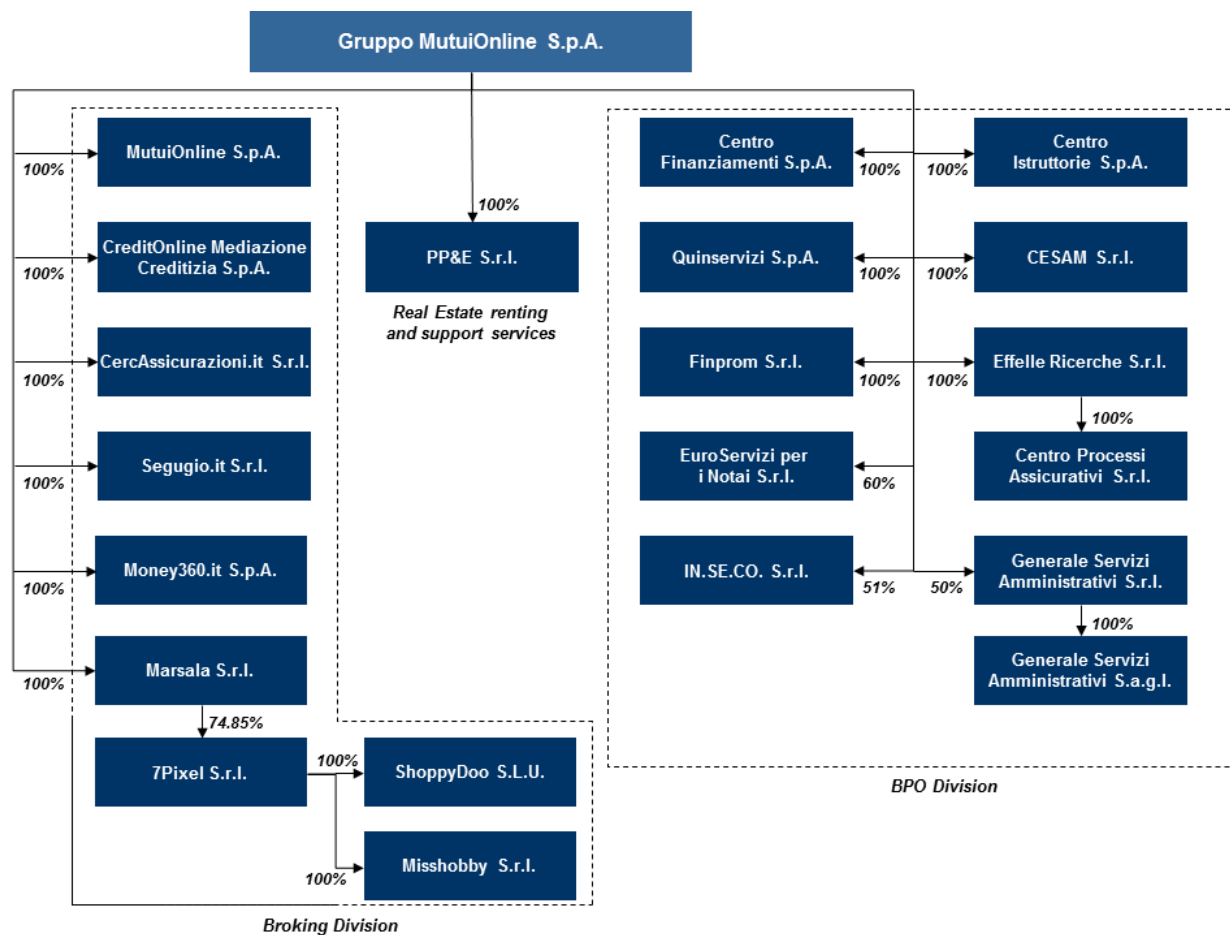 Gruppo MutuiOnline S.p.A.
MutuiOnline S.p.A.
100%
CreditOnline Mediazione
Creditizia S.p.A.
100%
CercAssicurazioni.it S.r.l.
100%
Segugio.it S.r.l.
100%
Money360.it S.p.A.
100%
Marsala S.r.l.
100%
74.85%
7Pixel S.r.l.
100%
ShoppyDoo S.L.U.
100%
Misshobby S.r.l.
Broking Division
100%
PP&E S.r.l.
Real Estate renting
and support services
Centro
Finanziamenti S.p.A.
100%
100%
Centro
Istruttorie S.p.A.
Quinservizi S.p.A.
100%
100%
CESAM S.r.l.
Finprom S.r.l.
100%
100%
Effelle Ricerche S.r.l.
100%
EuroServizi per
i Notai S.r.l.
60%
Centro Processi
Assicurativi S.r.l.
IN.SE.CO. S.r.l.
51%
50%
Generale Servizi
Amministrativi S.r.l.
100%
Generale Servizi
Amministrativi S.a.g.l.
BPO Division